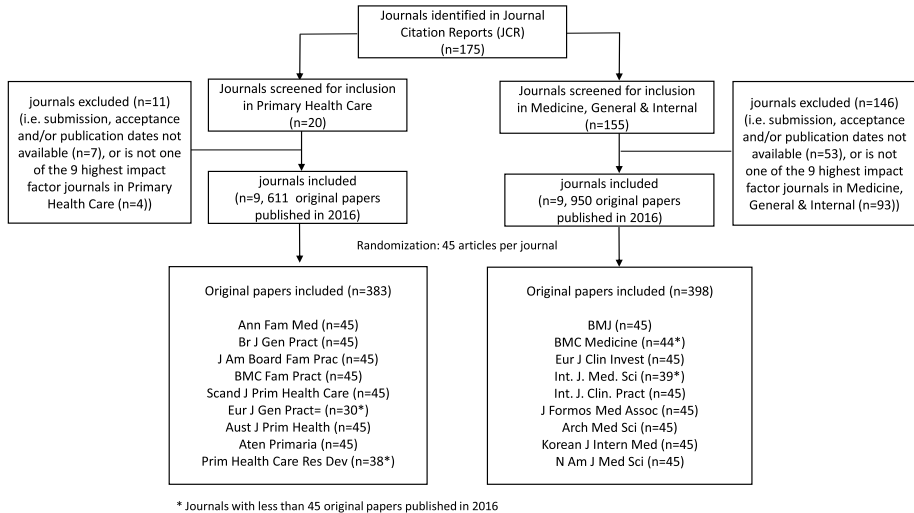 Journals identified in Journal
Citation Reports (JCR)
(n=175)
Journals screened for inclusion
in Primary Health Care
(n=20)
Journals screened for inclusion
in Medicine, General & Internal
(n=155)
journals excluded (n=11)
(i.e. submission, acceptance
and/or publication dates not
available (n=7), or is not one
of the 9 highest impact
factor journals in Primary
Health Care (n=4))
journals excluded (n=146)
(i.e. submission, acceptance
and/or publication dates not
available (n=53), or is not
one of the 9 highest impact
factor journals in Medicine,
General & Internal (n=93))
journals included
(n=9, 611 original papers
published in 2016)
journals included
(n=9, 950 original papers
published in 2016)
Randomization: 45 articles per journal
Original papers included (n=383)
Ann Fam Med (n=45)
Br J Gen Pract (n=45)
J Am Board Fam Prac (n=45)
BMC Fam Pract (n=45)
Scand J Prim Health Care (n=45)
Eur J Gen Pract= (n=30*)
Aust J Prim Health (n=45)
Aten Primaria (n=45)
Prim Health Care Res Dev (n=38*)
Original papers included (n=398)
BMJ (n=45)
BMC Medicine (n=44*)
Eur J Clin Invest (n=45)
Int. J. Med. Sci (n=39*)
Int. J. Clin. Pract (n=45)
J Formos Med Assoc (n=45)
Arch Med Sci (n=45)
Korean J Intern Med (n=45)
N Am J Med Sci (n=45)
* Journals with less than 45 original papers published in 2016